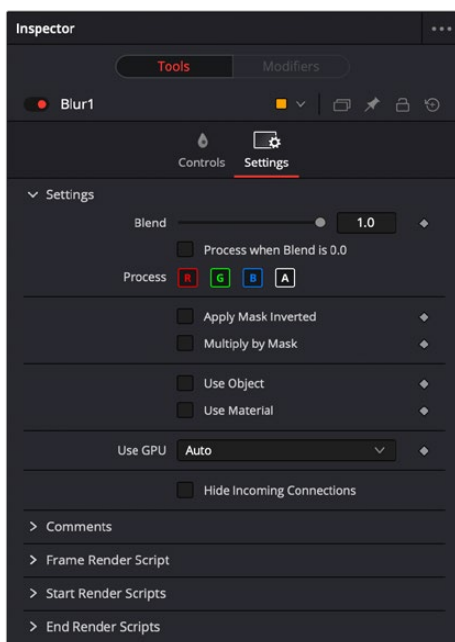 Inspector
Tools Modifiers
Blur1
Controls Settings
Settings
Blend 1.0
Process when Blend is 0.0
Process R G B A
Apply Mask Inverted
Multiply by Mask
Use Object
Use Material
Use GPU Auto
Hide Incoming Connections
Comments
Frame Render Script
Start Render Scripts
End Render Scripts